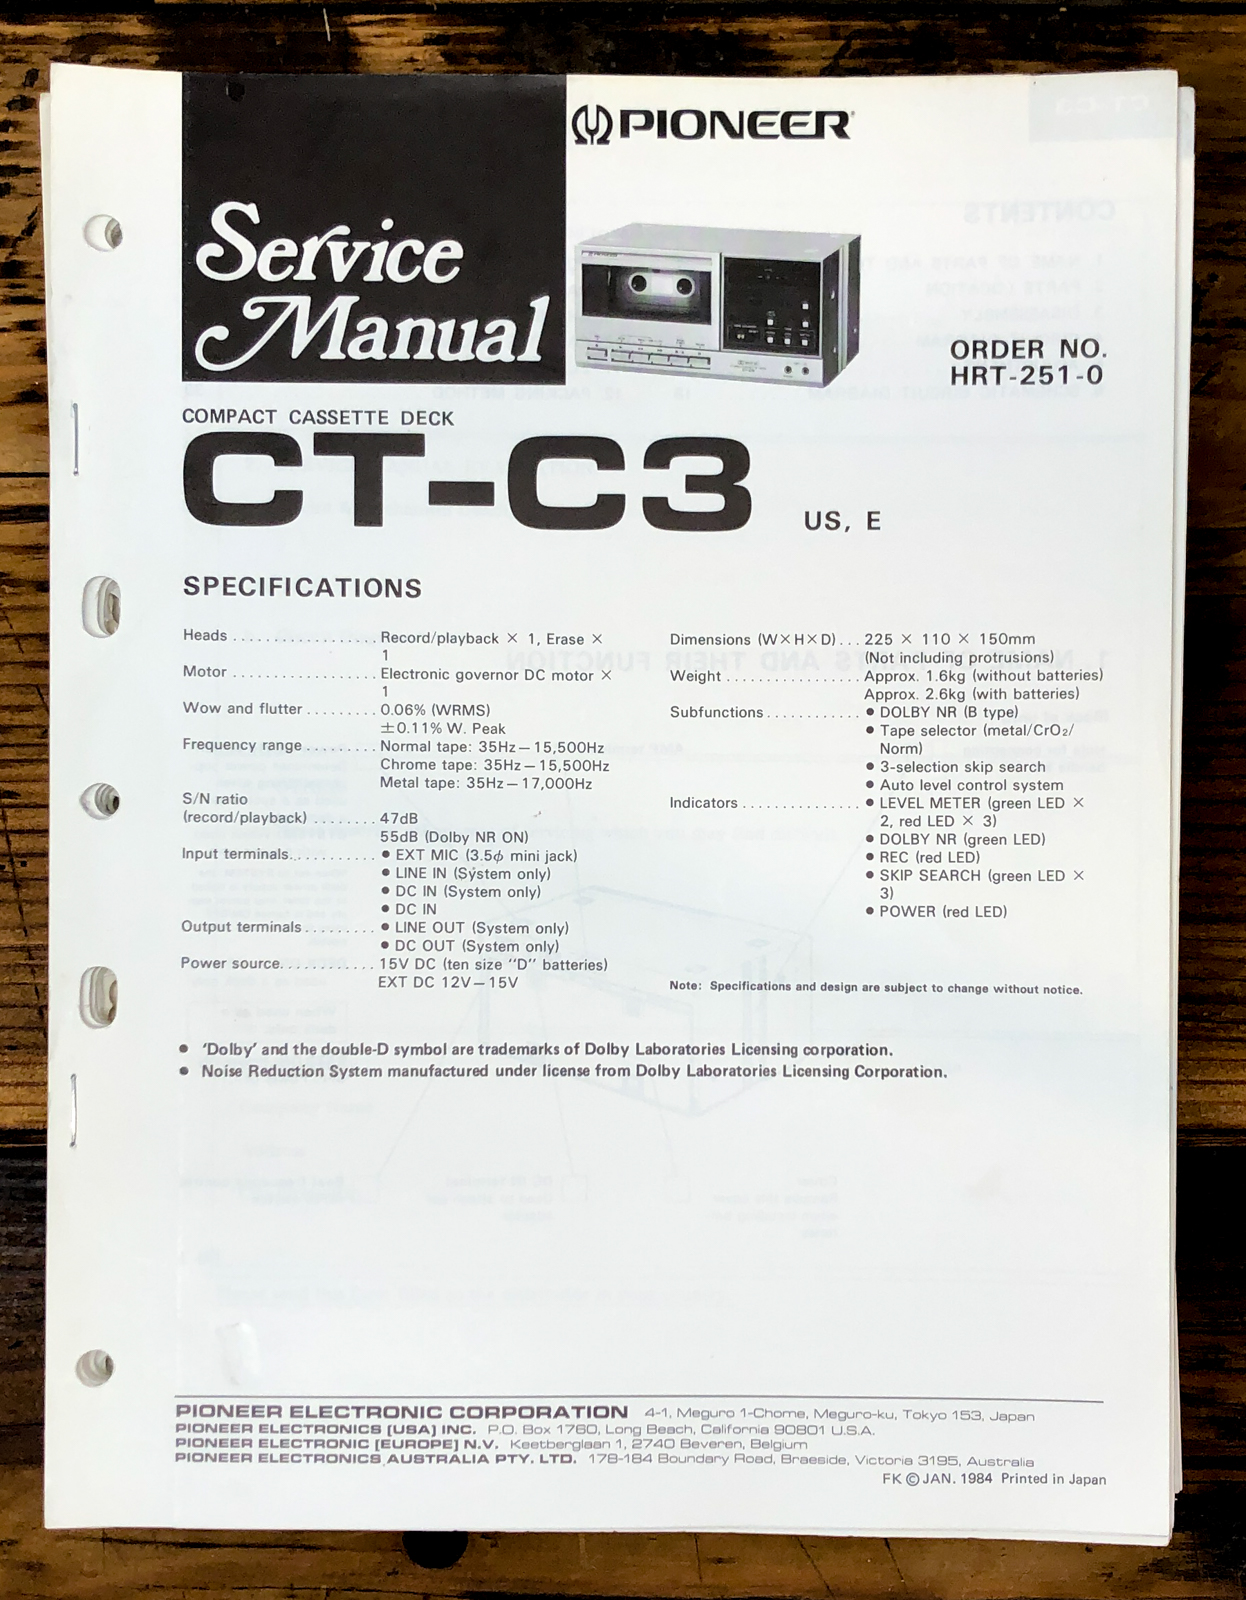 PIONEER
Service
Manual
PIONEER
ORDER NO.
HRT-251-0
COMPACT CASSETTE DECK
CT-C3
US, E
SPECIFICATIONS
Heads .................. Record/playback × 1, Erase ×
1
Motor .................. Electronic governor DC motor ×
1
Wow and flutter ......... 0.06% (WRMS)
±0.11% W. Peak
Frequency range ......... Normal tape: 35Hz–15,500Hz
Chrome tape: 35Hz–15,500Hz
Metal tape: 35Hz–17,000Hz
S/N ratio
(record/playback) ........ 47dB
55dB (Dolby NR ON)
Input terminals........... ● EXT MIC (3.5φ mini jack)
● LINE IN (System only)
● DC IN (System only)
● DC IN
Output terminals......... ● LINE OUT (System only)
● DC OUT (System only)
Power source............ 15V DC (ten size "D" batteries)
EXT DC 12V–15V
Dimensions (W×H×D)... 225 × 110 × 150mm
(Not including protrusions)
Weight ................ Approx. 1.6kg (without batteries)
Approx. 2.6kg (with batteries)
Subfunctions............ ● DOLBY NR (B type)
● Tape selector (metal/CrO₂/
Norm)
● 3-selection skip search
● Auto level control system
Indicators ............... ● LEVEL METER (green LED ×
2, red LED × 3)
● DOLBY NR (green LED)
● REC (red LED)
● SKIP SEARCH (green LED ×
3)
● POWER (red LED)
Note: Specifications and design are subject to change without notice.
● 'Dolby' and the double-D symbol are trademarks of Dolby Laboratories Licensing corporation.
● Noise Reduction System manufactured under license from Dolby Laboratories Licensing Corporation.
PIONEER ELECTRONIC CORPORATION 4-1, Meguro 1-Chome, Meguro-ku, Tokyo 153, Japan
PIONEER ELECTRONICS [USA] INC. P.O. Box 1760, Long Beach, California 90801 U.S.A.
PIONEER ELECTRONIC [EUROPE] N.V. Keetberglaan 1, 2740 Beveren, Belgium
PIONEER ELECTRONICS AUSTRALIA PTY. LTD. 178-184 Boundary Road, Braeside, Victoria 3195, Australia
FK © JAN. 1984 Printed in Japan